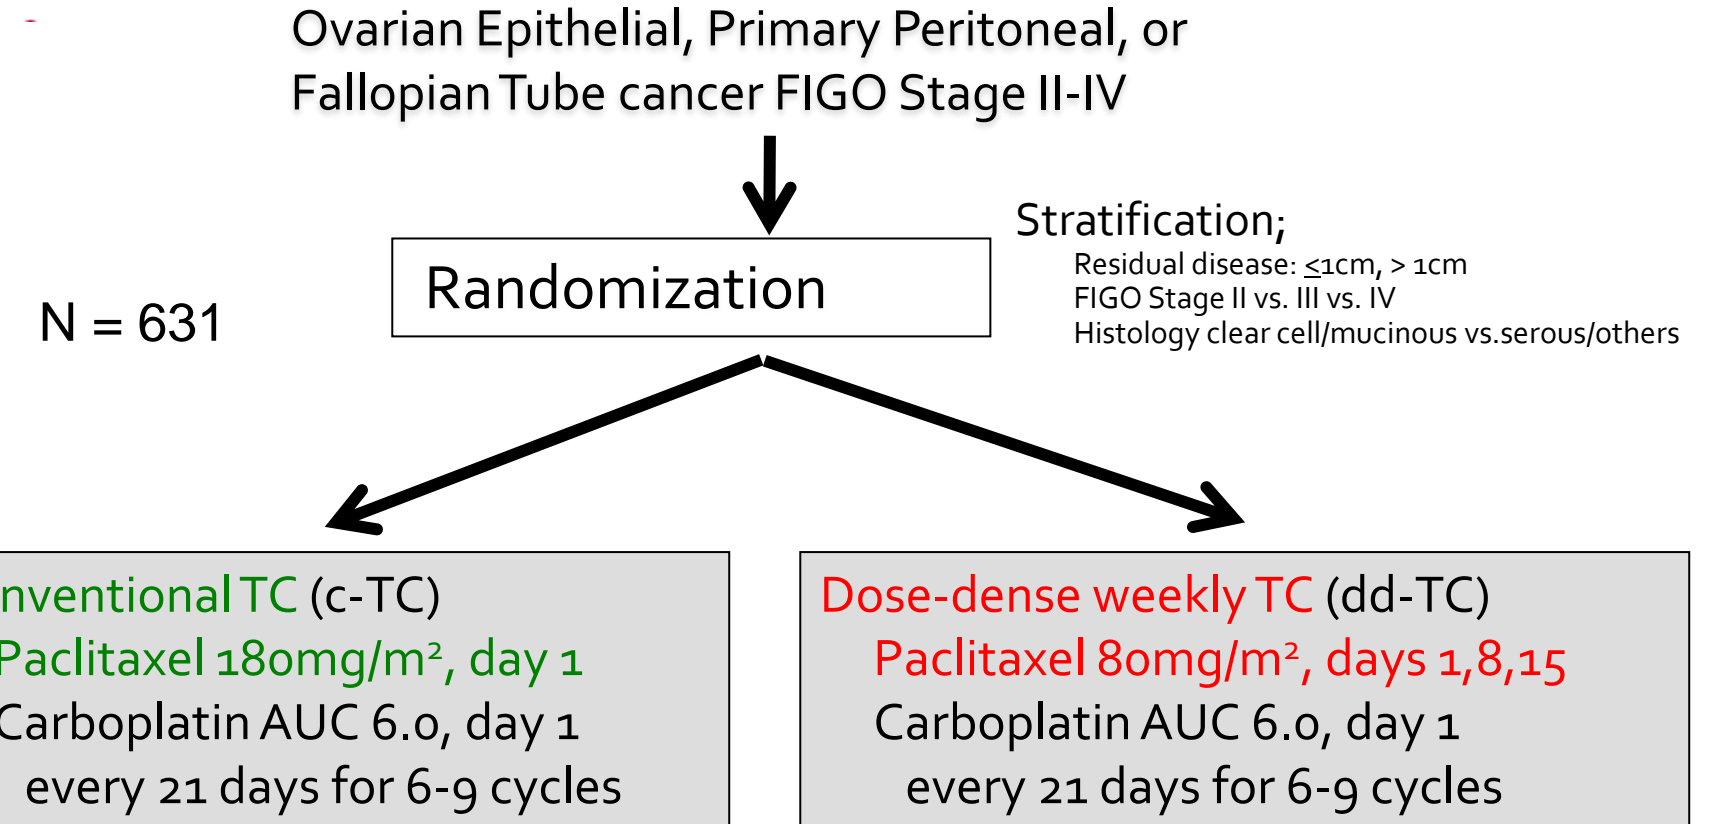 Ovarian Epithelial, Primary Peritoneal, or
Fallopian Tube cancer FIGO Stage II-IV
Stratification;
Residual disease: ≤1cm, > 1cm
FIGO Stage II vs. III vs. IV
Histology clear cell/mucinous vs.serous/others
Randomization
N = 631
nventional TC (c-TC)
Paclitaxel 180mg/m², day 1
Carboplatin AUC 6.0, day 1
every 21 days for 6-9 cycles
Dose-dense weekly TC (dd-TC)
Paclitaxel 80mg/m², days 1,8,15
Carboplatin AUC 6.0, day 1
every 21 days for 6-9 cycles